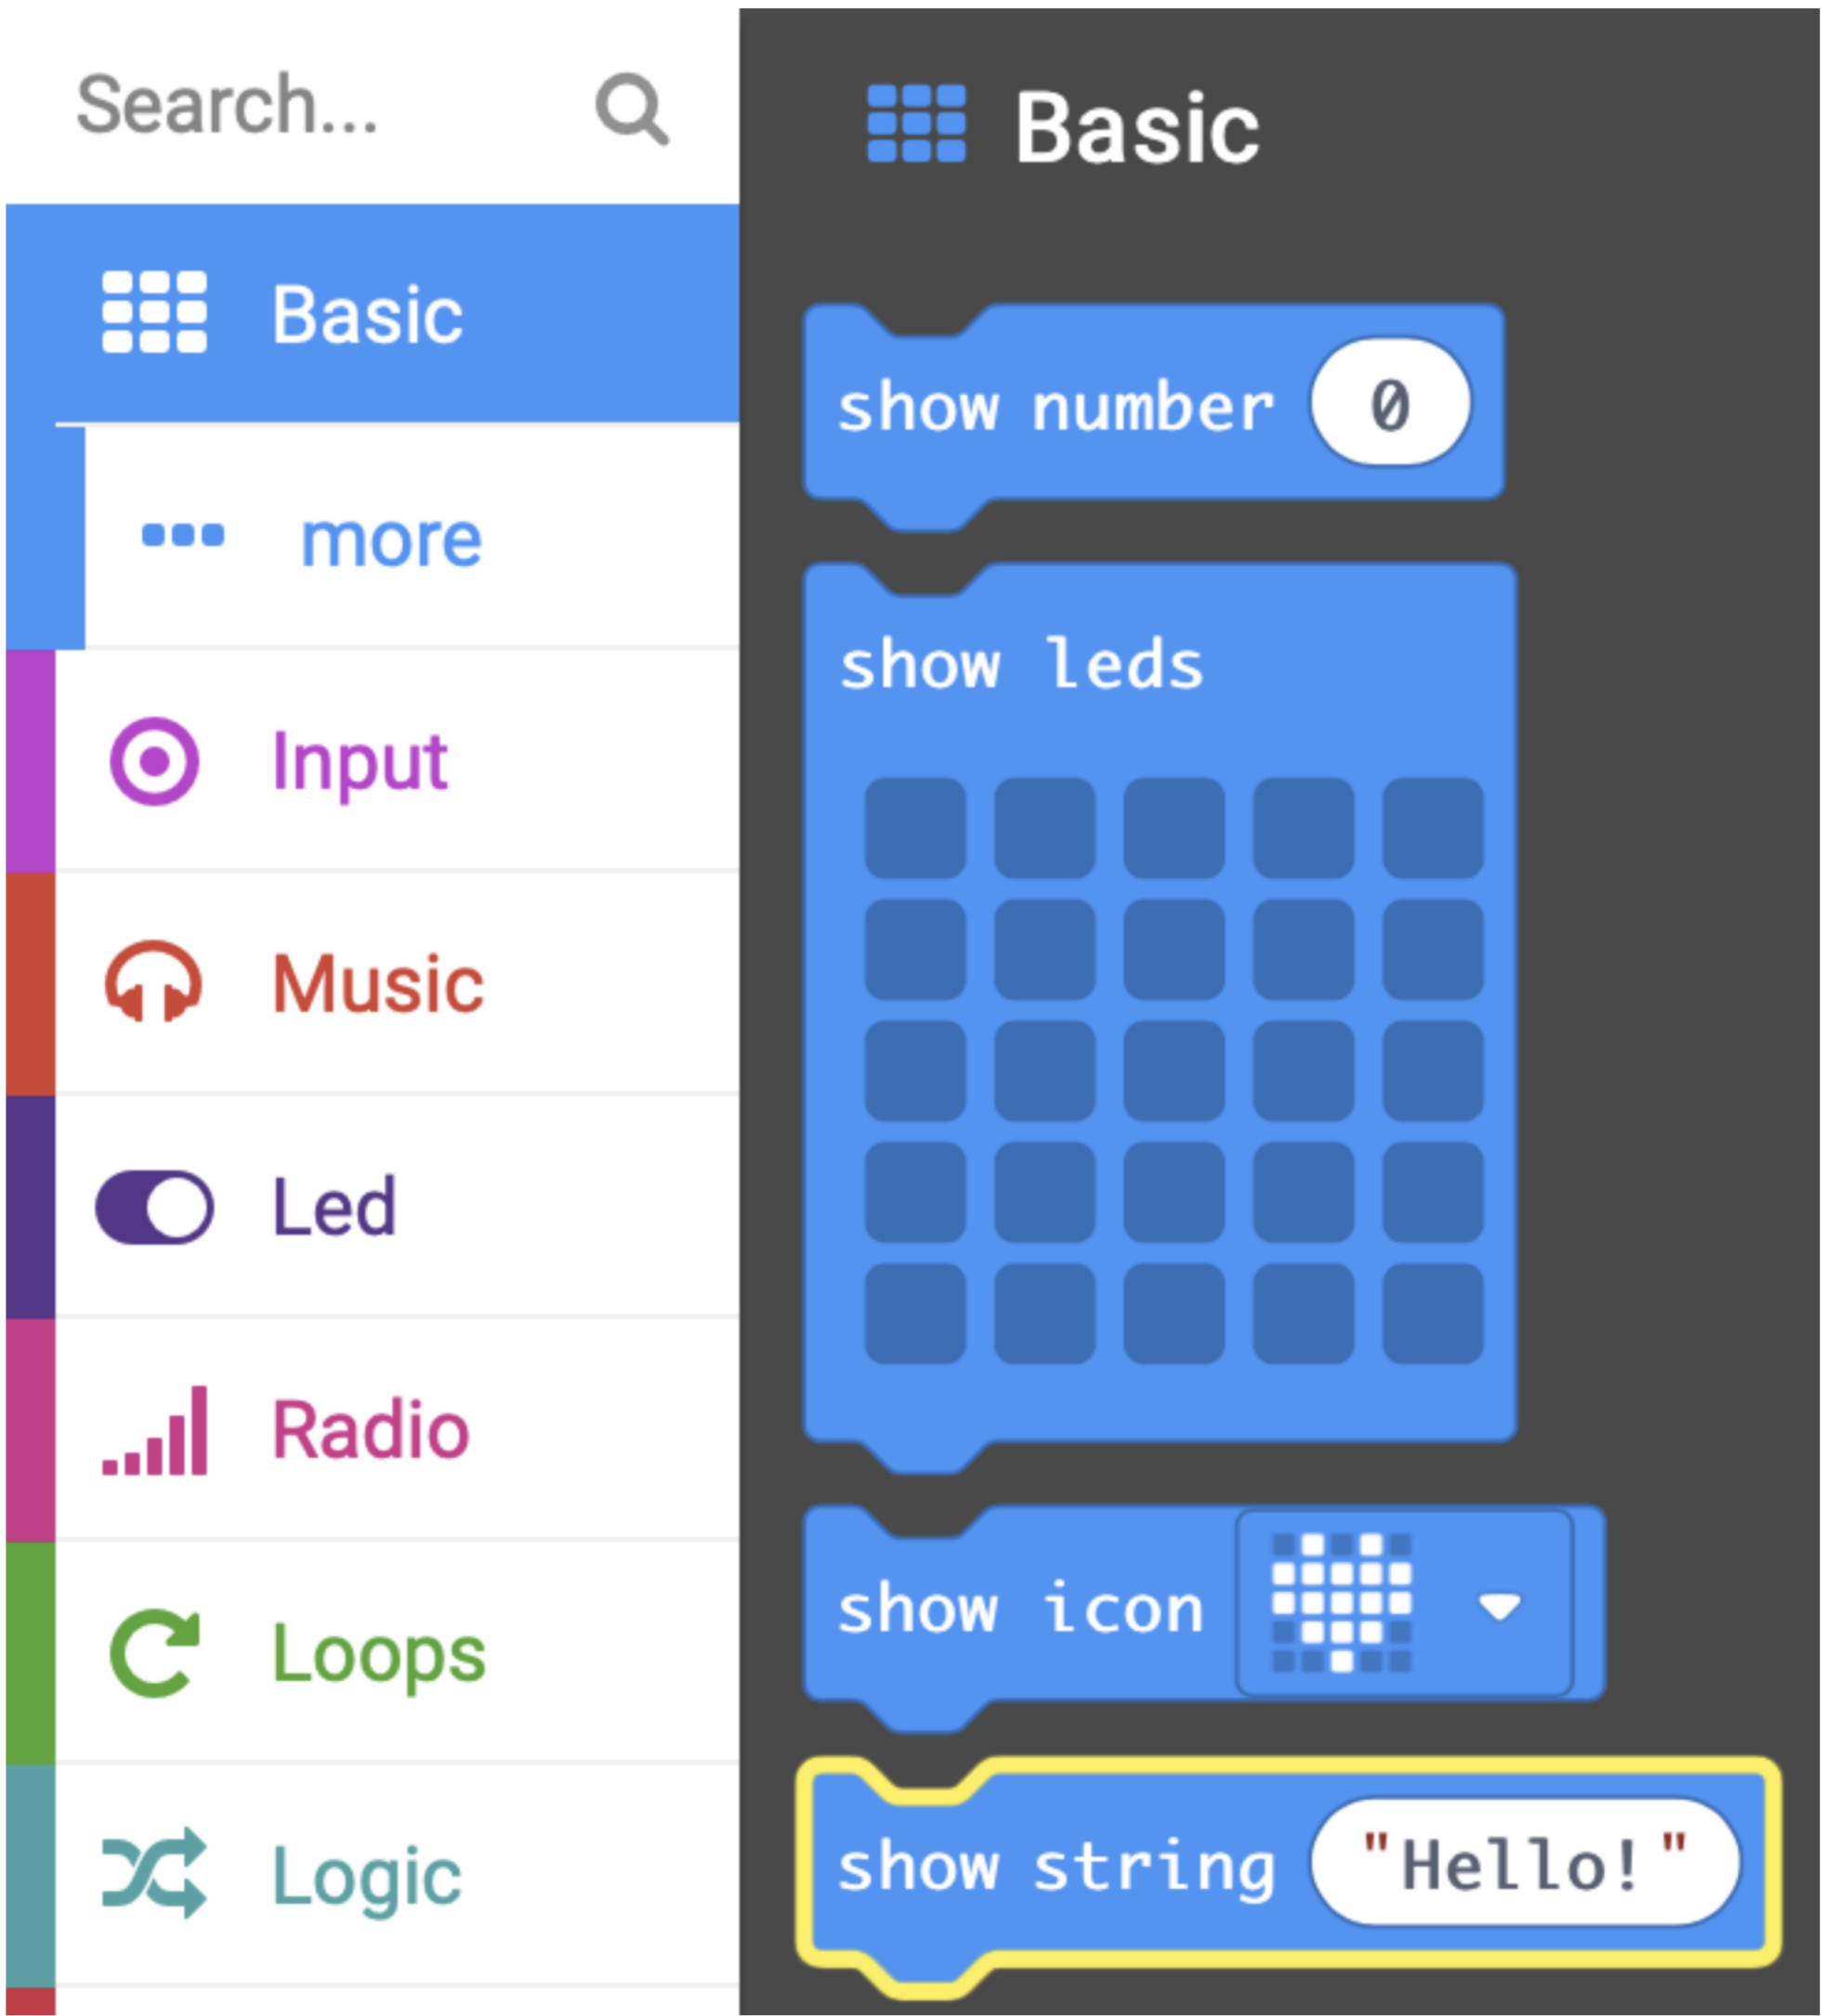 Search...
Basic
more
Input
Music
Led
Radio
Loops
Logic
Basic
show number 0
show leds
show icon
show string "Hello!"